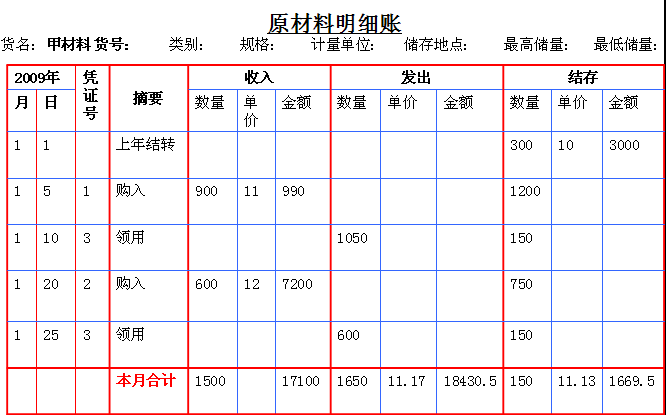 原材料明细账
货名：甲材料 货号： 类别： 规格： 计量单位： 储存地点： 最高储量： 最低储量：
2009年 凭证号 摘要 收入 发出 结存
月 日 数量 单价 金额 数量 单价 金额 数量 单价 金额
1 1 上年结转 300 10 3000
1 5 1 购入 900 11 990 1200
1 10 3 领用 1050 150
1 20 2 购入 600 12 7200 750
1 25 3 领用 600 150
本月合计 1500 17100 1650 11.17 18430.5 150 11.13 1669.5